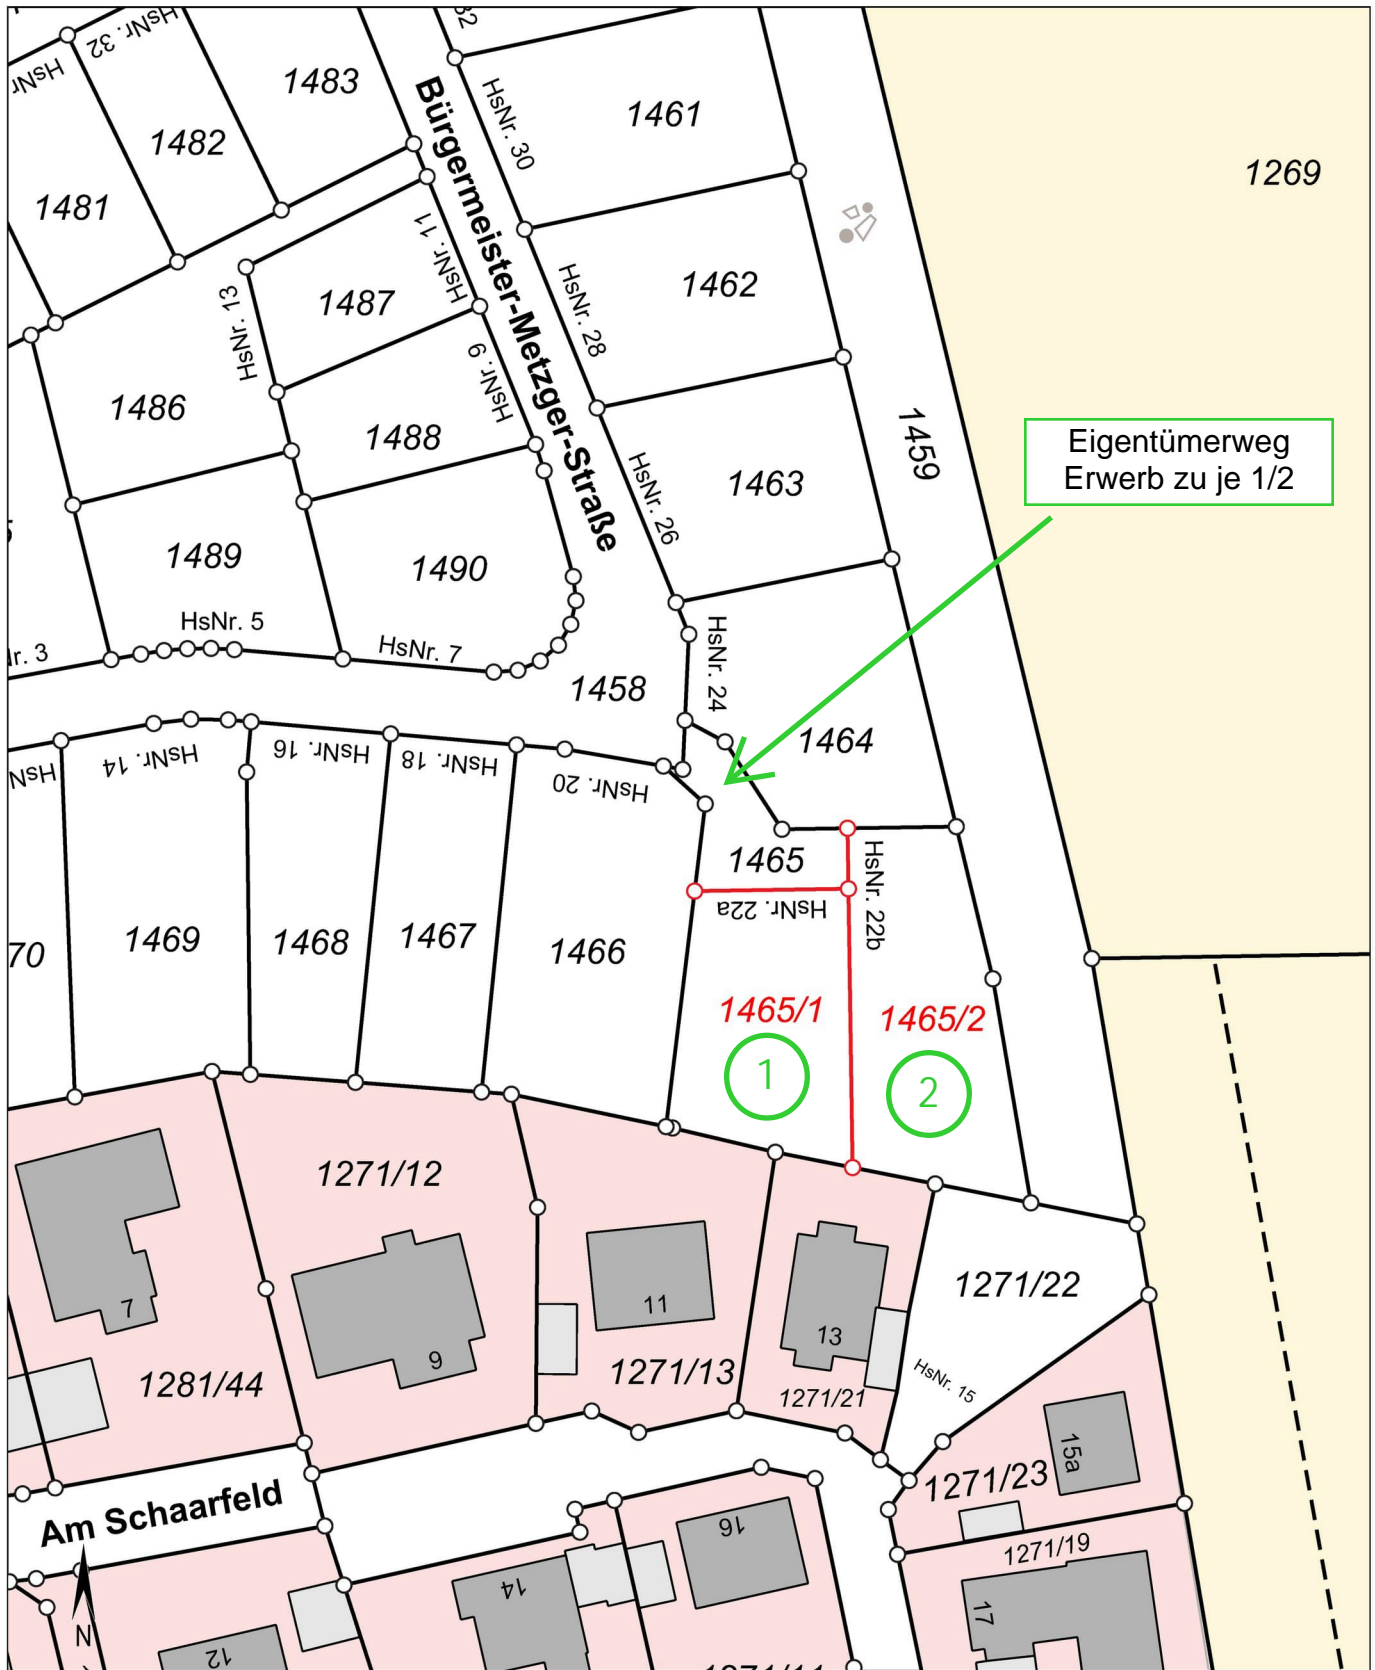 HsNr. 32
HsNr
32
1483
1482
1481
Bürgermeister-Metzger-Straße
HsNr. 30
1461
1269
HsNr. 11
HsNr. 13
1487
HsNr. 28
1462
HsNr. 9
1486
1488
1459
Eigentümerweg
Erwerb zu je 1/2
HsNr. 26
1463
1489
1490
HsNr. 5
HsNr. 7
r. 3
HsNr. 24
1458
1464
HsN
HsNr. 14
HsNr. 16
HsNr. 18
HsNr. 20
1465
HsNr. 22a
HsNr. 22b
70
1469
1468
1467
1466
1465/1
1465/2
1
2
1271/12
7
9
11
13
1271/22
1281/44
1271/13
1271/21
HsNr. 15
15a
1271/23
Am Schaarfeld
16
14
1271/19
17
N
12
1271/11